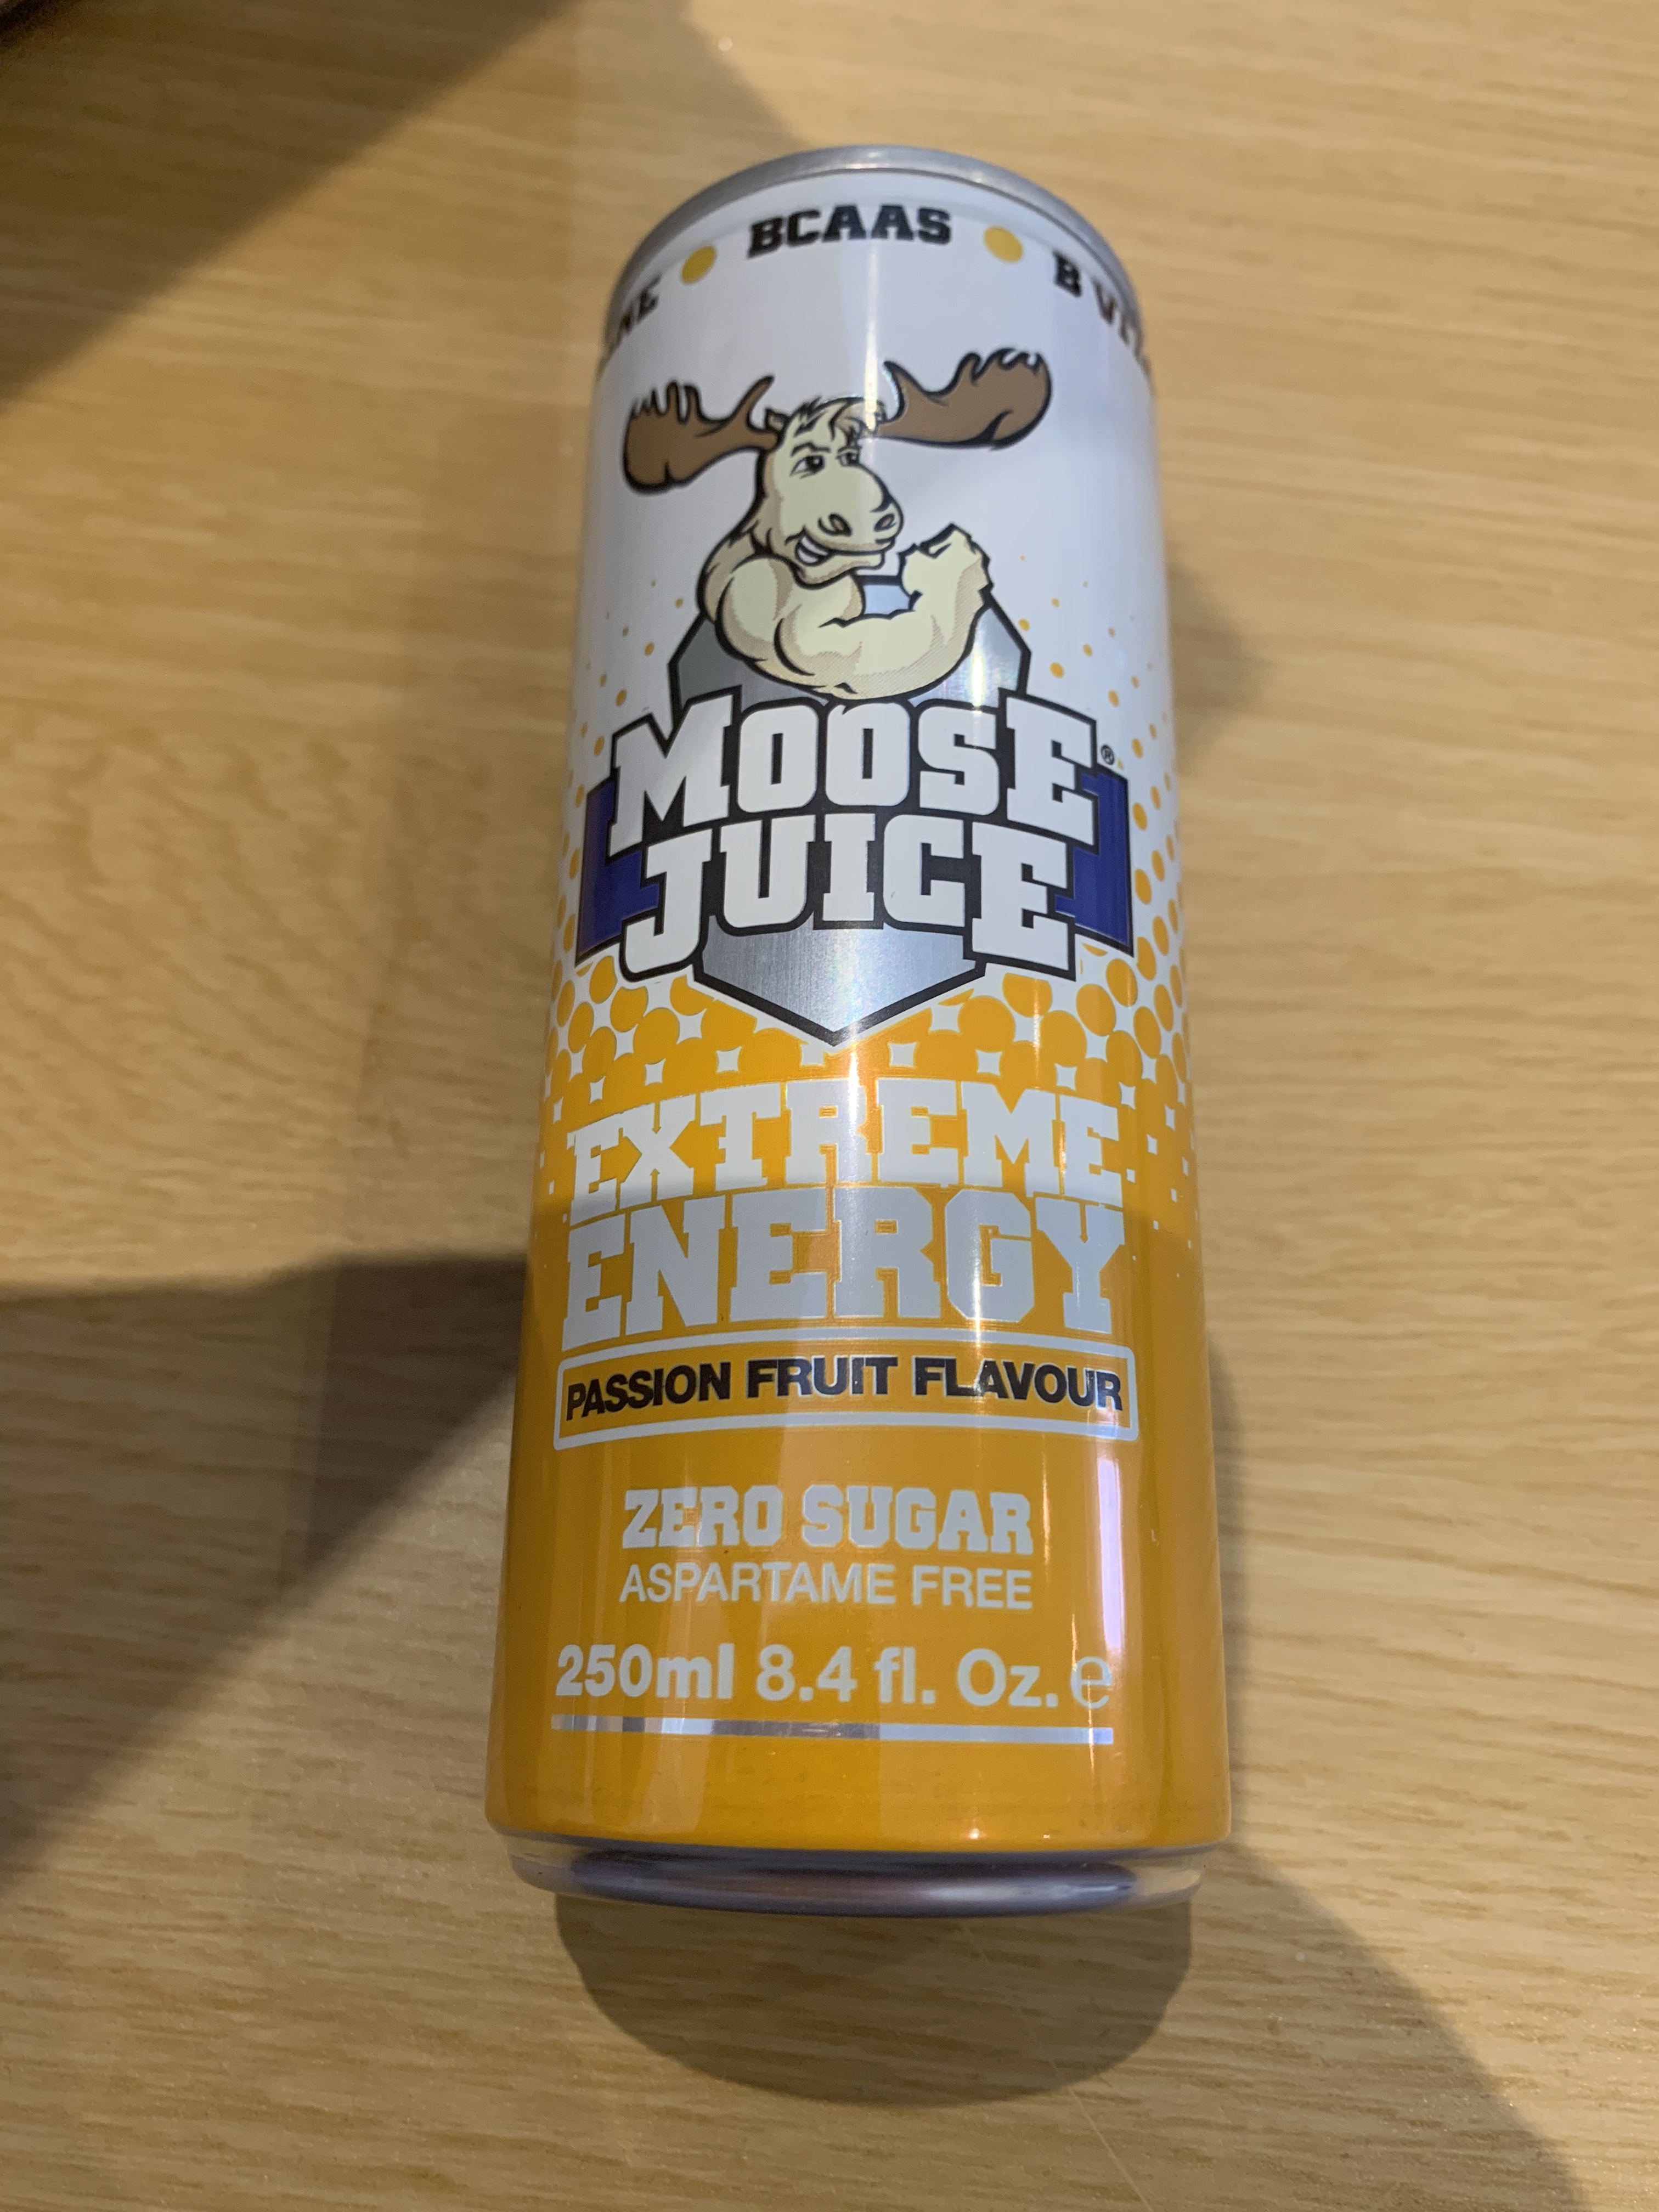 BCAAS
MOOSE®
JUICE
EXTREME
ENERGY
PASSION FRUIT FLAVOUR
ZERO SUGAR
ASPARTAME FREE
250ml 8.4 fl. Oz. ℮